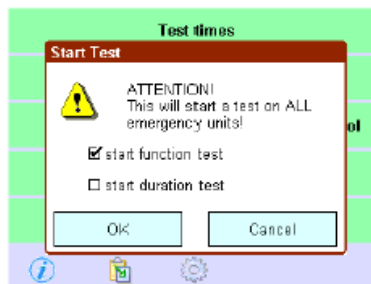 Test times
Start Test
ATTENTION!
This will start a test on ALL
emergency units!
ol
start function test
start duration test
OK
Cancel